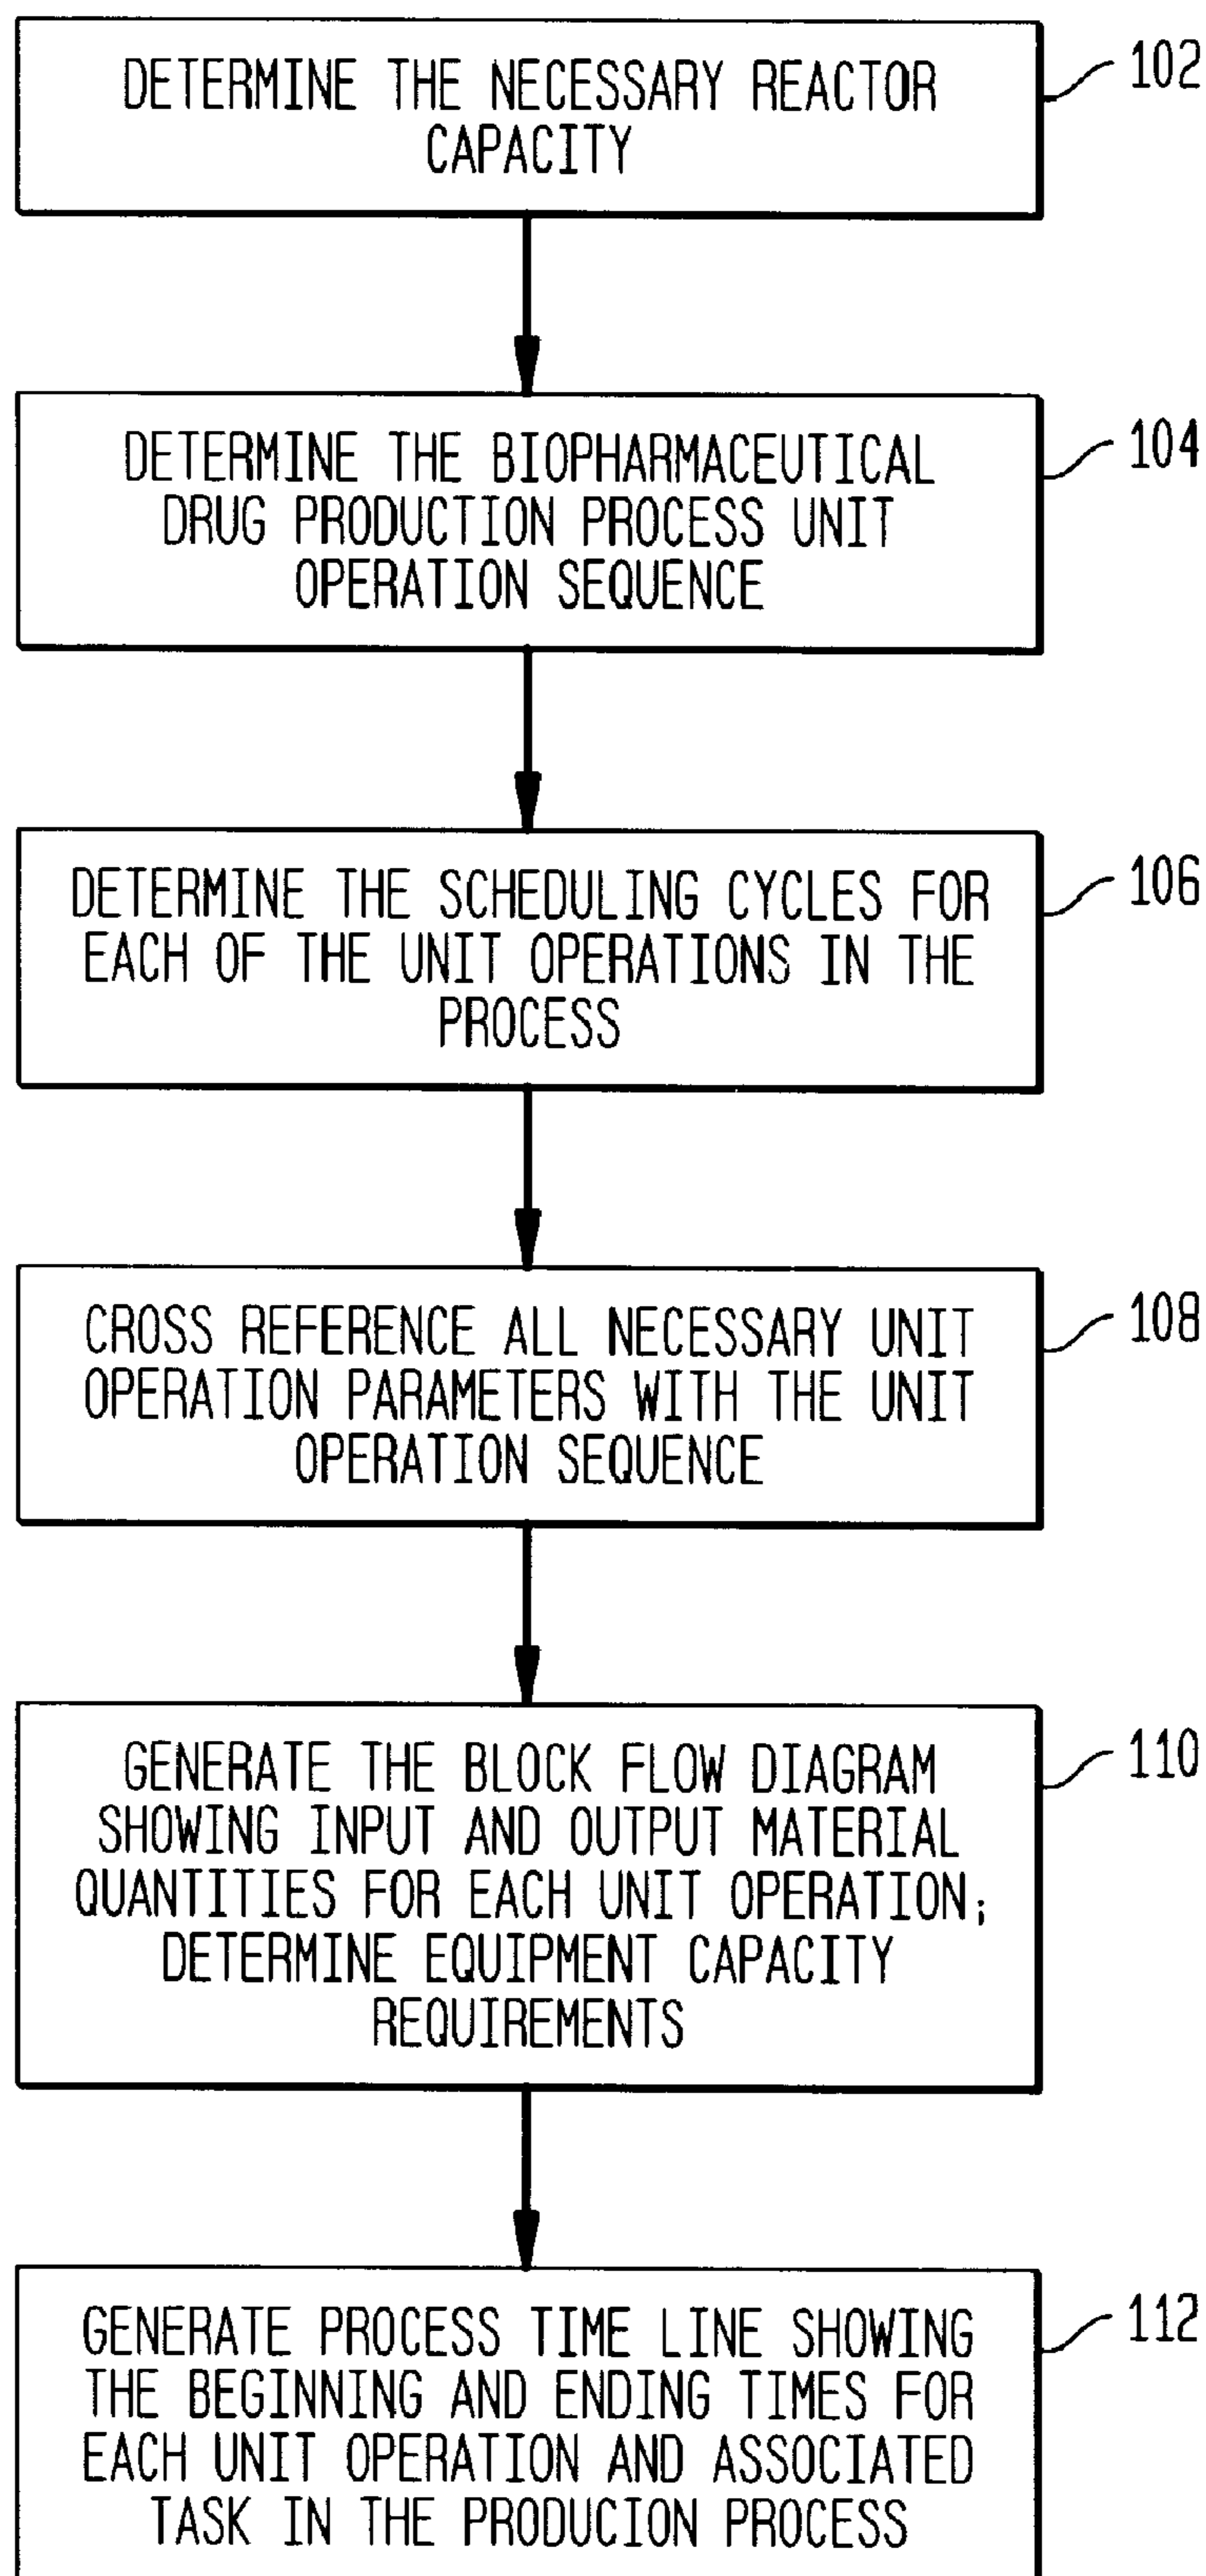 DETERMINE THE NECESSARY REACTOR
CAPACITY
102
DETERMINE THE BIOPHARMACEUTICAL
DRUG PRODUCTION PROCESS UNIT
OPERATION SEQUENCE
104
DETERMINE THE SCHEDULING CYCLES FOR
EACH OF THE UNIT OPERATIONS IN THE
PROCESS
106
CROSS REFERENCE ALL NECESSARY UNIT
OPERATION PARAMETERS WITH THE UNIT
OPERATION SEQUENCE
108
GENERATE THE BLOCK FLOW DIAGRAM
SHOWING INPUT AND OUTPUT MATERIAL
QUANTITIES FOR EACH UNIT OPERATION;
DETERMINE EQUIPMENT CAPACITY
REQUIREMENTS
110
GENERATE PROCESS TIME LINE SHOWING
THE BEGINNING AND ENDING TIMES FOR
EACH UNIT OPERATION AND ASSOCIATED
TASK IN THE PRODUCION PROCESS
112